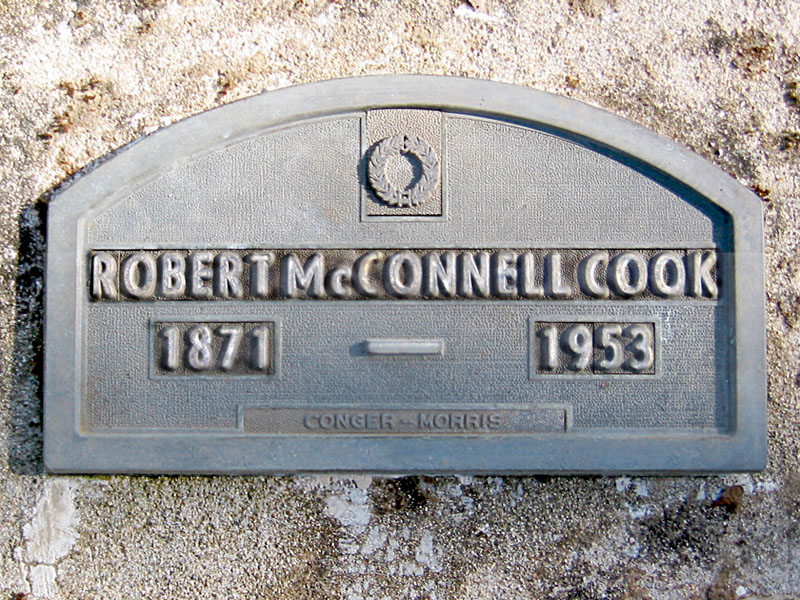 ROBERT McCONNELL COOK
1871 — 1953
CONGER - MORRIS